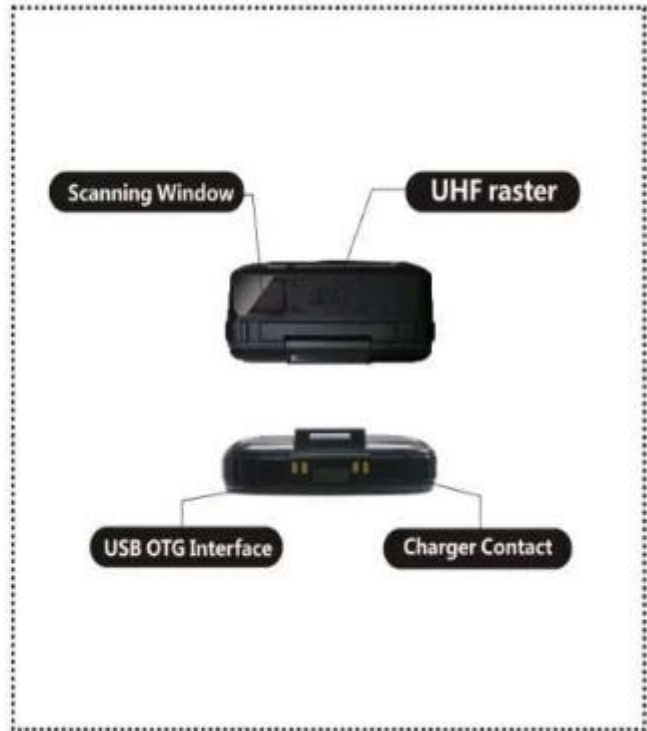 Scanning Window
UHF raster
USB OTG Interface
Charger Contact